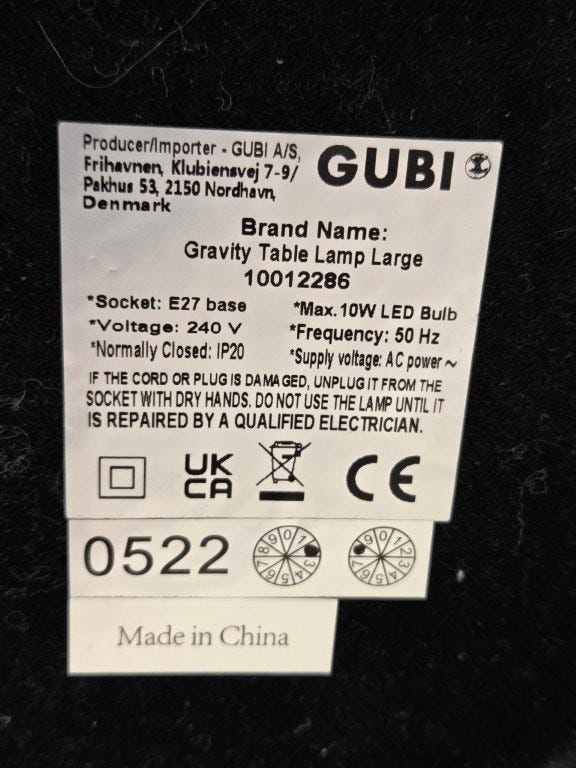 Producer/Importer - GUBI A/S,
Frihavnen, Klubiensvej 7-9/
Pakhus 53, 2150 Nordhavn,
Denmark
GUBI
Brand Name:
Gravity Table Lamp Large
10012286
*Socket: E27 base
*Max. 10W LED Bulb
*Voltage: 240 V
*Frequency: 50 Hz
*Normally Closed: IP20
*Supply voltage: AC power ~
IF THE CORD OR PLUG IS DAMAGED, UNPLUG IT FROM THE
SOCKET WITH DRY HANDS. DO NOT USE THE LAMP UNTIL IT
IS REPAIRED BY A QUALIFIED ELECTRICIAN.
UK
CA
CE
0522
Made in China